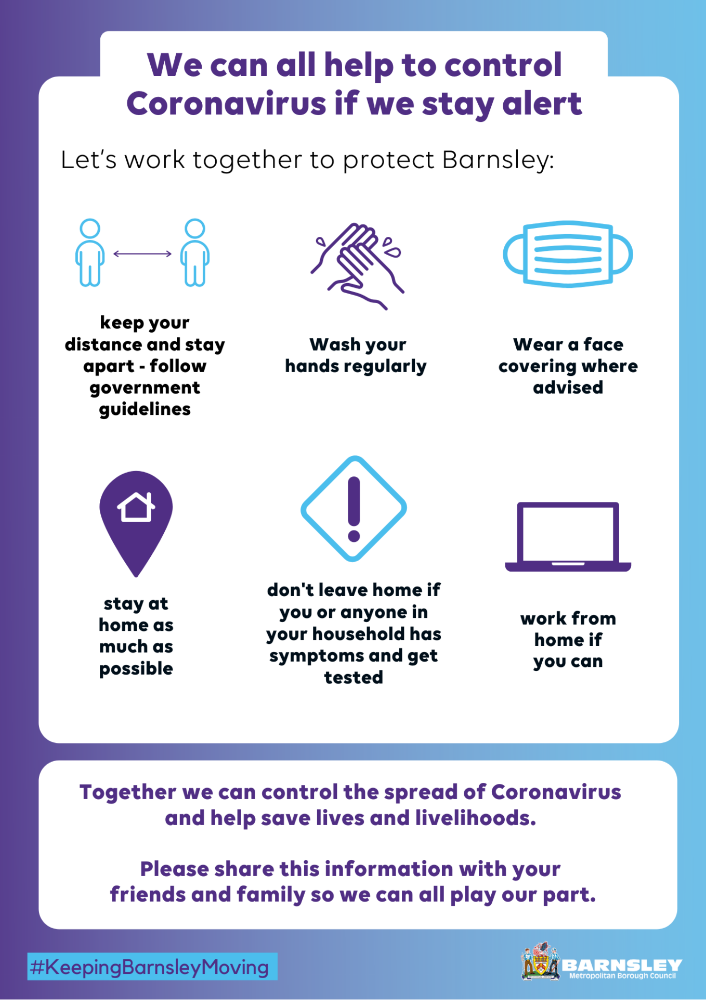 We can all help to control
Coronavirus if we stay alert
Let's work together to protect Barnsley:
keep your
distance and stay
apart - follow
government
guidelines
Wash your
hands regularly
Wear a face
covering where
advised
stay at
home as
much as
possible
don't leave home if
you or anyone in
your household has
symptoms and get
tested
work from
home if
you can
Together we can control the spread of Coronavirus
and help save lives and livelihoods.
Please share this information with your
friends and family so we can all play our part.
#KeepingBarnsleyMoving
BARNSLEY
Metropolitan Borough Council